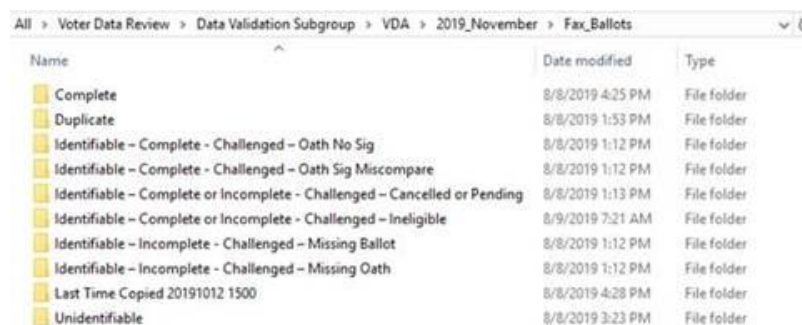 All > Voter Data Review > Data Validation Subgroup > VDA > 2019_November > Fax_Ballots
Name Date modified Type
Complete 8/8/2019 4:25 PM File folder
Duplicate 8/8/2019 1:53 PM File folder
Identifiable – Complete - Challenged – Oath No Sig 8/8/2019 1:12 PM File folder
Identifiable – Complete - Challenged – Oath Sig Miscompare 8/8/2019 1:12 PM File folder
Identifiable – Complete or Incomplete - Challenged – Cancelled or Pending 8/8/2019 1:13 PM File folder
Identifiable – Complete or Incomplete - Challenged – Ineligible 8/9/2019 7:21 AM File folder
Identifiable – Incomplete - Challenged – Missing Ballot 8/8/2019 1:12 PM File folder
Identifiable – Incomplete - Challenged – Missing Oath 8/8/2019 1:12 PM File folder
Last Time Copied 20191012 1500 8/8/2019 4:28 PM File folder
Unidentifiable 8/8/2019 3:23 PM File folder